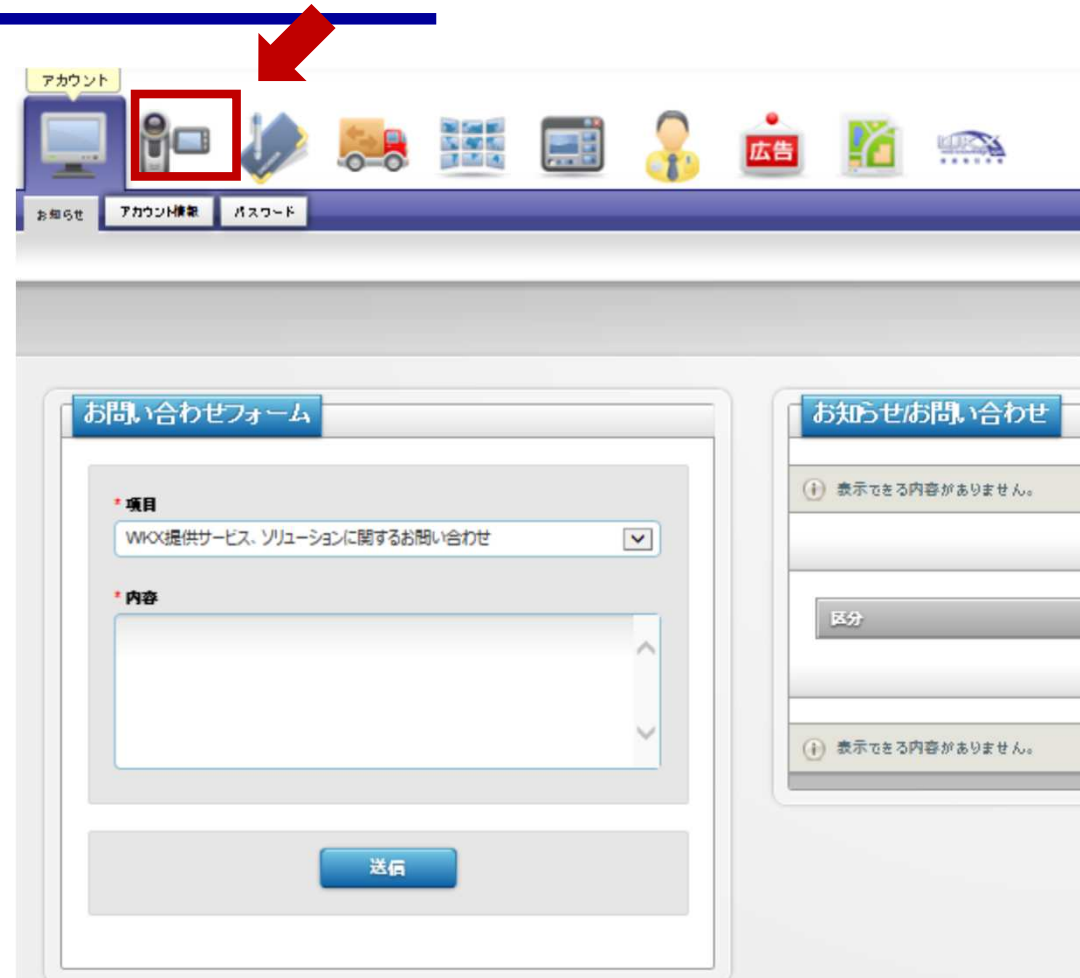 アカウント
広告
お知らせ アカウント情報 パスワード
お問い合わせフォーム
* 項目
WKX提供サービス、ソリューションに関するお問い合わせ
* 内容
送信
お知らせ/お問い合わせ
表示できる内容がありません。
区分
表示できる内容がありません。